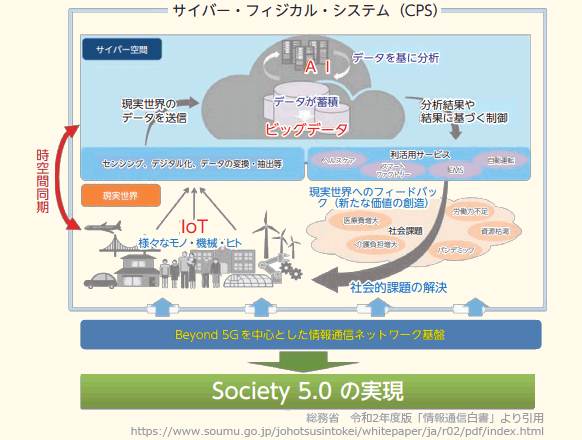 サイバー・フィジカル・システム（CPS）
サイバー空間
AI
データを基に分析
現実世界の
データを送信
データが蓄積
ビッグデータ
分析結果や
結果に基づく制御
時空間同期
センシング、デジタル化、データの変換・抽出等
利活用サービス
ヘルスケア
スマート
ファクトリー
EMS
自動運転
現実世界
現実世界へのフィードバッ
ク（新たな価値の創造）
IoT
様々なモノ・機械・ヒト
医療費増大
労働力不足
社会課題
資源枯渇
介護負担増大
パンデミック
社会的課題の解決
Beyond 5Gを中心とした情報通信ネットワーク基盤
Society 5.0 の実現
総務省　令和2年度版「情報通信白書」より引用
https://www.soumu.go.jp/johotsusintokei/whitepaper/ja/r02/pdf/index.html